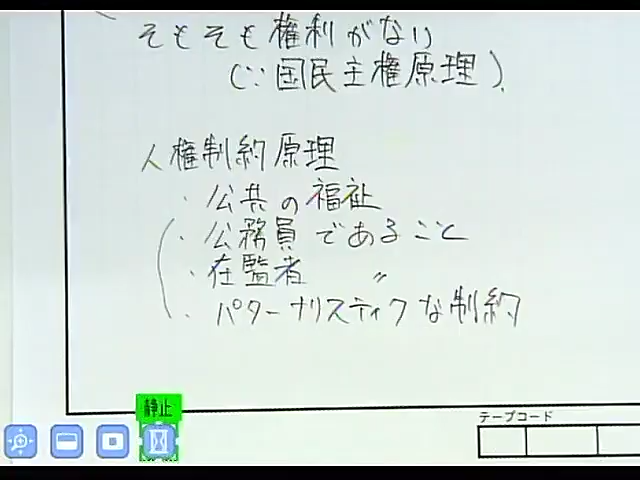 そもそも権利がない
(∵国民主権原理).
人権制約原理
・公共の福祉
・公務員であること
・在監者 〃
・パターナリスティクな制約
静止
テープコード